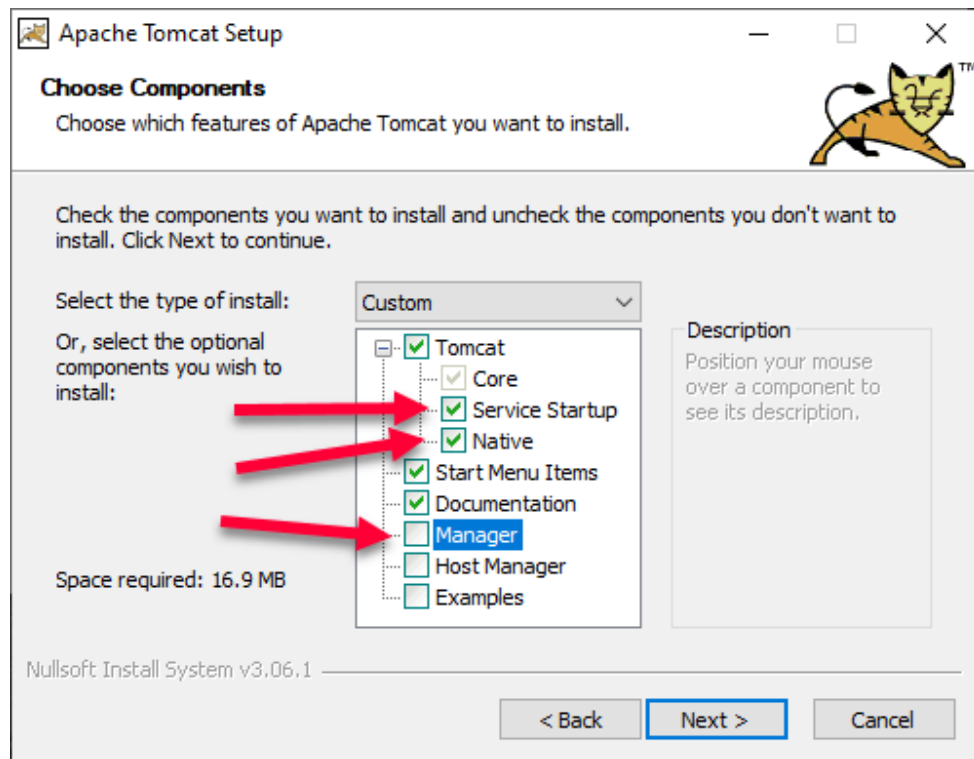 Apache Tomcat Setup
Choose Components
Choose which features of Apache Tomcat you want to install.
TM
Check the components you want to install and uncheck the components you don't want to
install. Click Next to continue.
Select the type of install:
Custom
Or, select the optional
components you wish to
install:
Tomcat
Core
Service Startup
Native
Start Menu Items
Documentation
Manager
Host Manager
Examples
Description
Position your mouse
over a component to
see its description.
Space required: 16.9 MB
Nullsoft Install System v3.06.1
< Back
Next >
Cancel